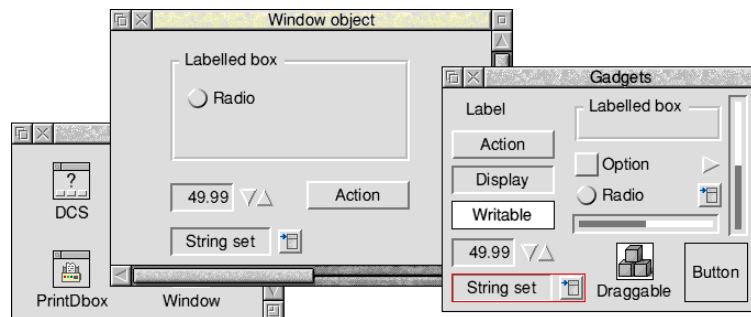 Window object
Labelled box
Radio
49.99
Action
String set
?
DCS
PrintDbox
Window
Gadgets
Label
Labelled box
Action
Option
Display
Radio
Writable
49.99
String set
Draggable
Button